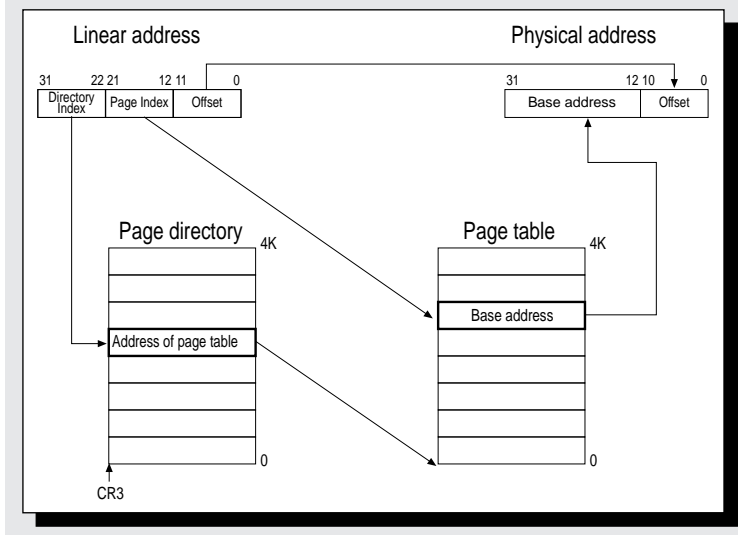 Linear address
Physical address
31 22 21 12 11 0
31 12 10 0
Directory
Index
Page Index
Offset
Base address
Offset
Page directory
Page table
4K
4K
Base address
Address of page table
0
0
CR3